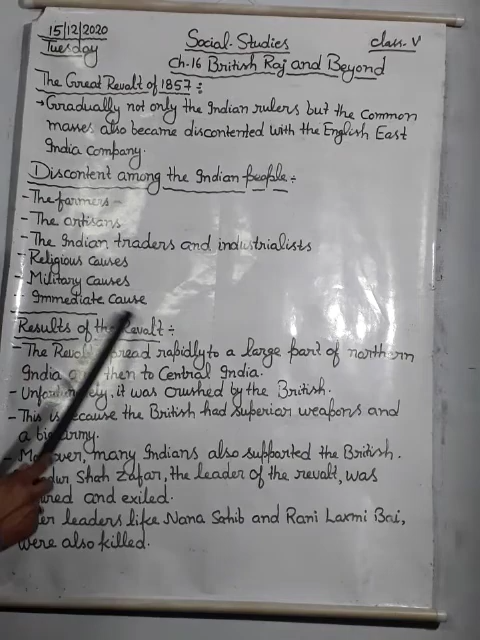 15/12/2020
Tuesday
Social Studies
class- V
Ch.16 British Raj and Beyond
The Great Revolt of 1857 :
→ Gradually not only the Indian rulers but the common
masses also became discontented with the English East
India company.
Discontent among the Indian people :-
- The farmers -
- The artisans
- The Indian traders and industrialists
- Religious causes
- Military causes
- Immediate cause
Results of the Revolt :-
- The Revolt spread rapidly to a large part of northern
India then to Central India.
- it was crushed by the British.
- This is because the British had superior weapons and
a big army.
- Moreover, many Indians also supported the British.
Shah Zafar, the leader of the revolt, was
and exiled.
leaders like Nana Sahib and Rani Laxmi Bai,
were also killed.